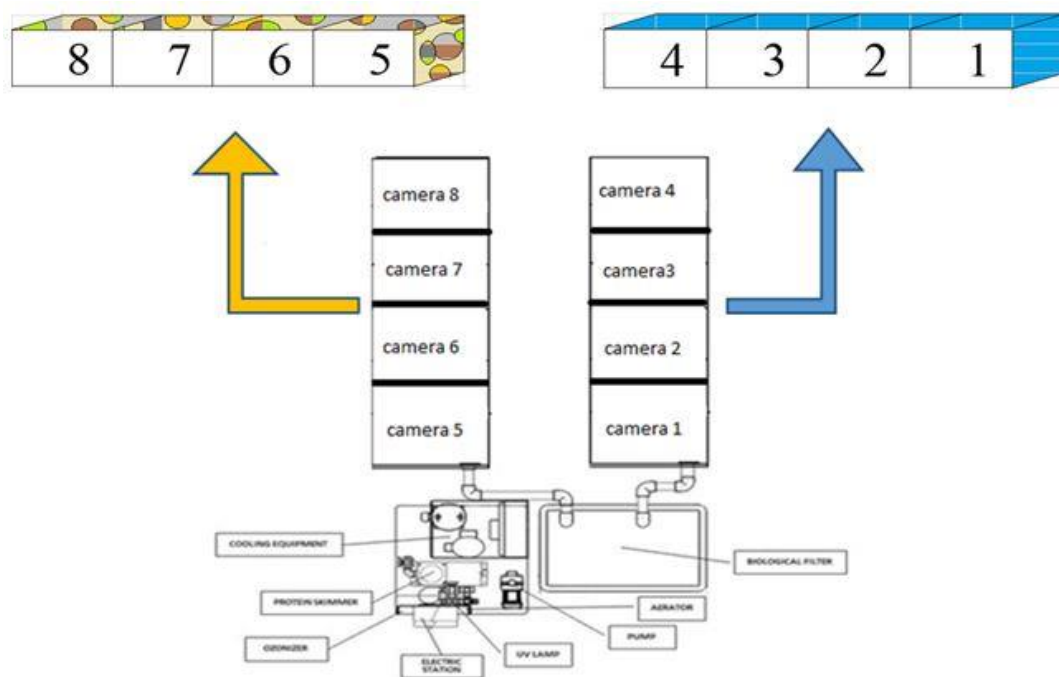 8 7 6 5
4 3 2 1
camera 8
camera 7
camera 6
camera 5
camera 4
camera3
camera 2
camera 1
COOLING EQUIPMENT
BIOLOGICAL FILTER
PROTEIN SKIMMER
AERATOR
OZONIZER
ELECTRIC
STATION
UV LAMP
PUMP